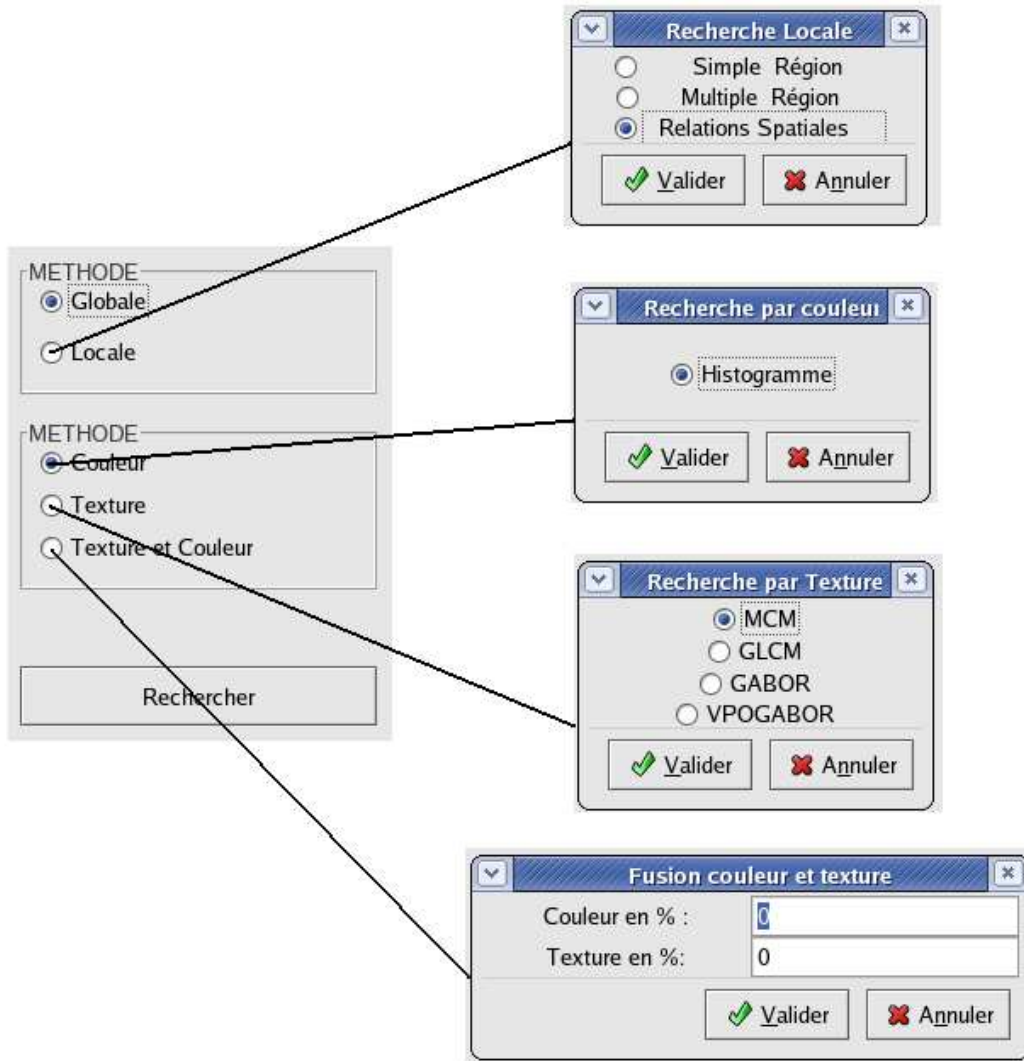 METHODE
Globale
Locale
METHODE
Couleur
Texture
Texture et Couleur
Rechercher
Recherche Locale
Simple Région
Multiple Région
Relations Spatiales
Valider Annuler
Recherche par couleur
Histogramme
Valider Annuler
Recherche par Texture
MCM
GLCM
GABOR
VPOGABOR
Valider Annuler
Fusion couleur et texture
Couleur en % : 0
Texture en %: 0
Valider Annuler